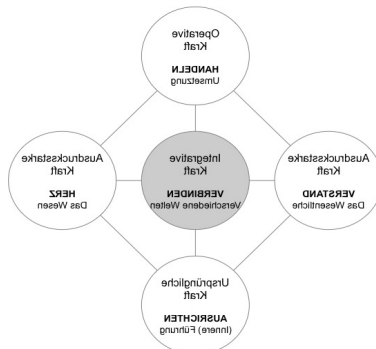 Operative
Kraft
HANDELN
Umsetzung
Ausdrucksstarke
Kraft
HERZ
Das Wesen
Integrative
Kraft
VERBINDEN
Verschiedene Welten
Ausdrucksstarke
Kraft
VERSTAND
Das Wesentliche
Ursprüngliche
Kraft
AUSRICHTEN
(Innere) Führung